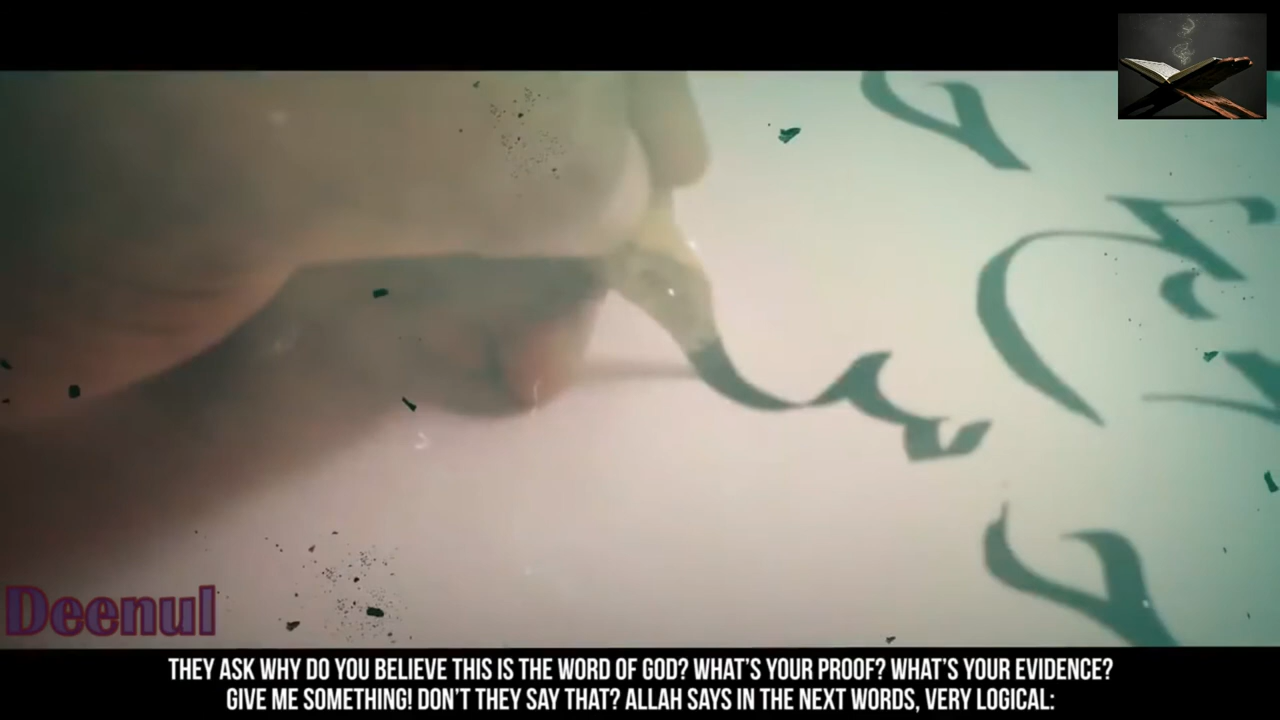 Deenul
THEY ASK WHY DO YOU BELIEVE THIS IS THE WORD OF GOD? WHAT'S YOUR PROOF? WHAT'S YOUR EVIDENCE?
GIVE ME SOMETHING! DON'T THEY SAY THAT? ALLAH SAYS IN THE NEXT WORDS, VERY LOGICAL: